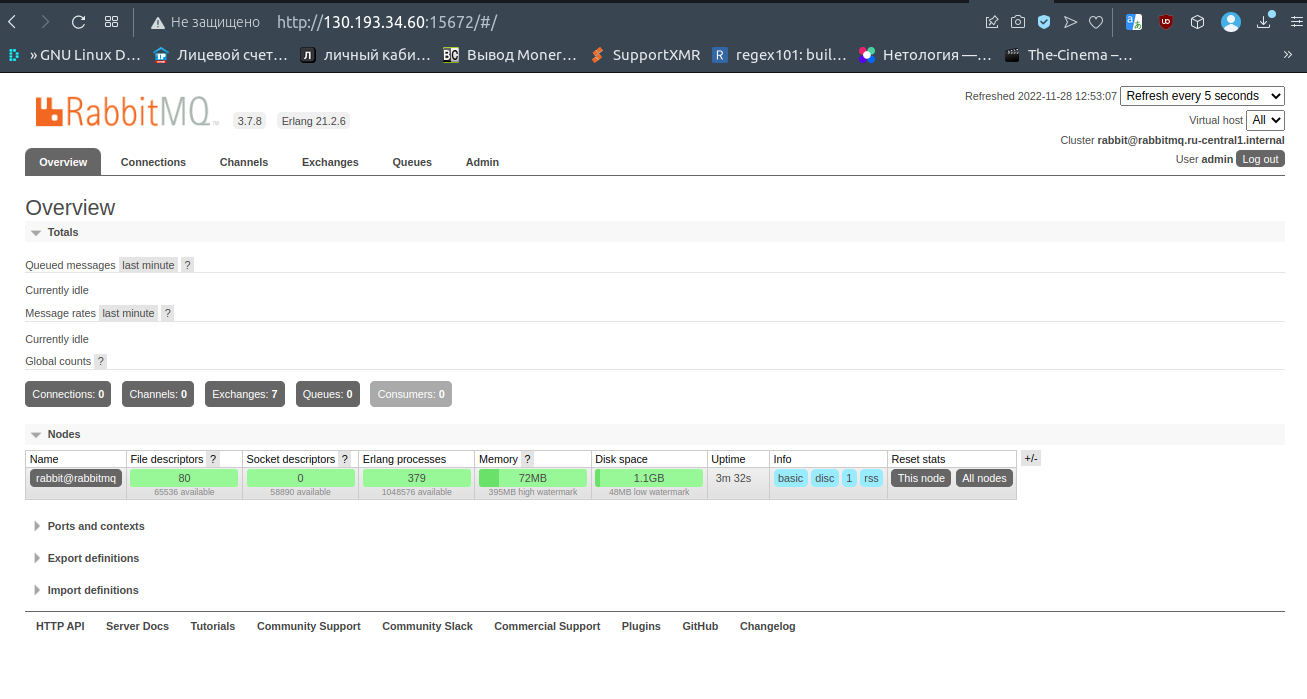 Не защищено http://130.193.34.60:15672/#/
» GNU Linux D... Лицевой счет... личный каби... Вывод Moner... SupportXMR regex101: buil... Нетология —... The-Cinema –... »
RabbitMQ TM 3.7.8 Erlang 21.2.6
Refreshed 2022-11-28 12:53:07 Refresh every 5 seconds
Virtual host All
Cluster rabbit@rabbitmq.ru-central1.internal
User admin Log out
Overview Connections Channels Exchanges Queues Admin
Overview
Totals
Queued messages last minute ?
Currently idle
Message rates last minute ?
Currently idle
Global counts ?
Connections: 0 Channels: 0 Exchanges: 7 Queues: 0 Consumers: 0
Nodes
Name File descriptors ? Socket descriptors ? Erlang processes Memory ? Disk space Uptime Info Reset stats +/-
rabbit@rabbitmq 80 0 379 72MB 1.1GB 3m 32s basic disc 1 rss This node All nodes
65536 available 58890 available 1048576 available 395MB high watermark 48MB low watermark
Ports and contexts
Export definitions
Import definitions
HTTP API Server Docs Tutorials Community Support Community Slack Commercial Support Plugins GitHub Changelog